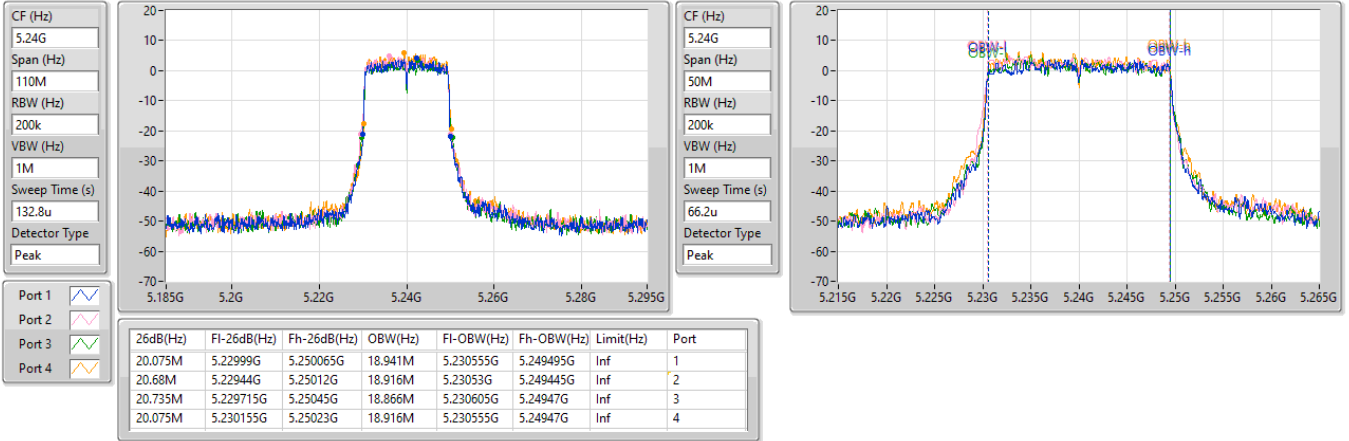 CF (Hz)
5.24G
Span (Hz)
110M
RBW (Hz)
200k
VBW (Hz)
1M
Sweep Time (s)
132.8u
Detector Type
Peak
20
10
0
-10
-20
-30
-40
-50
-60
-70
5.185G 5.2G 5.22G 5.24G 5.26G 5.28G 5.295G
CF (Hz)
5.24G
Span (Hz)
50M
RBW (Hz)
200k
VBW (Hz)
1M
Sweep Time (s)
66.2u
Detector Type
Peak
20
10
0
-10
-20
-30
-40
-50
-60
-70
OBW-l OBW-h
5.215G 5.22G 5.225G 5.23G 5.235G 5.24G 5.245G 5.25G 5.255G 5.26G 5.265G
Port 1
Port 2
Port 3
Port 4
26dB(Hz) Fl-26dB(Hz) Fh-26dB(Hz) OBW(Hz) Fl-OBW(Hz) Fh-OBW(Hz) Limit(Hz) Port
20.075M 5.22999G 5.250065G 18.941M 5.230555G 5.249495G Inf 1
20.68M 5.22944G 5.25012G 18.916M 5.23053G 5.249445G Inf 2
20.735M 5.229715G 5.25045G 18.866M 5.230605G 5.24947G Inf 3
20.075M 5.230155G 5.25023G 18.916M 5.230555G 5.24947G Inf 4